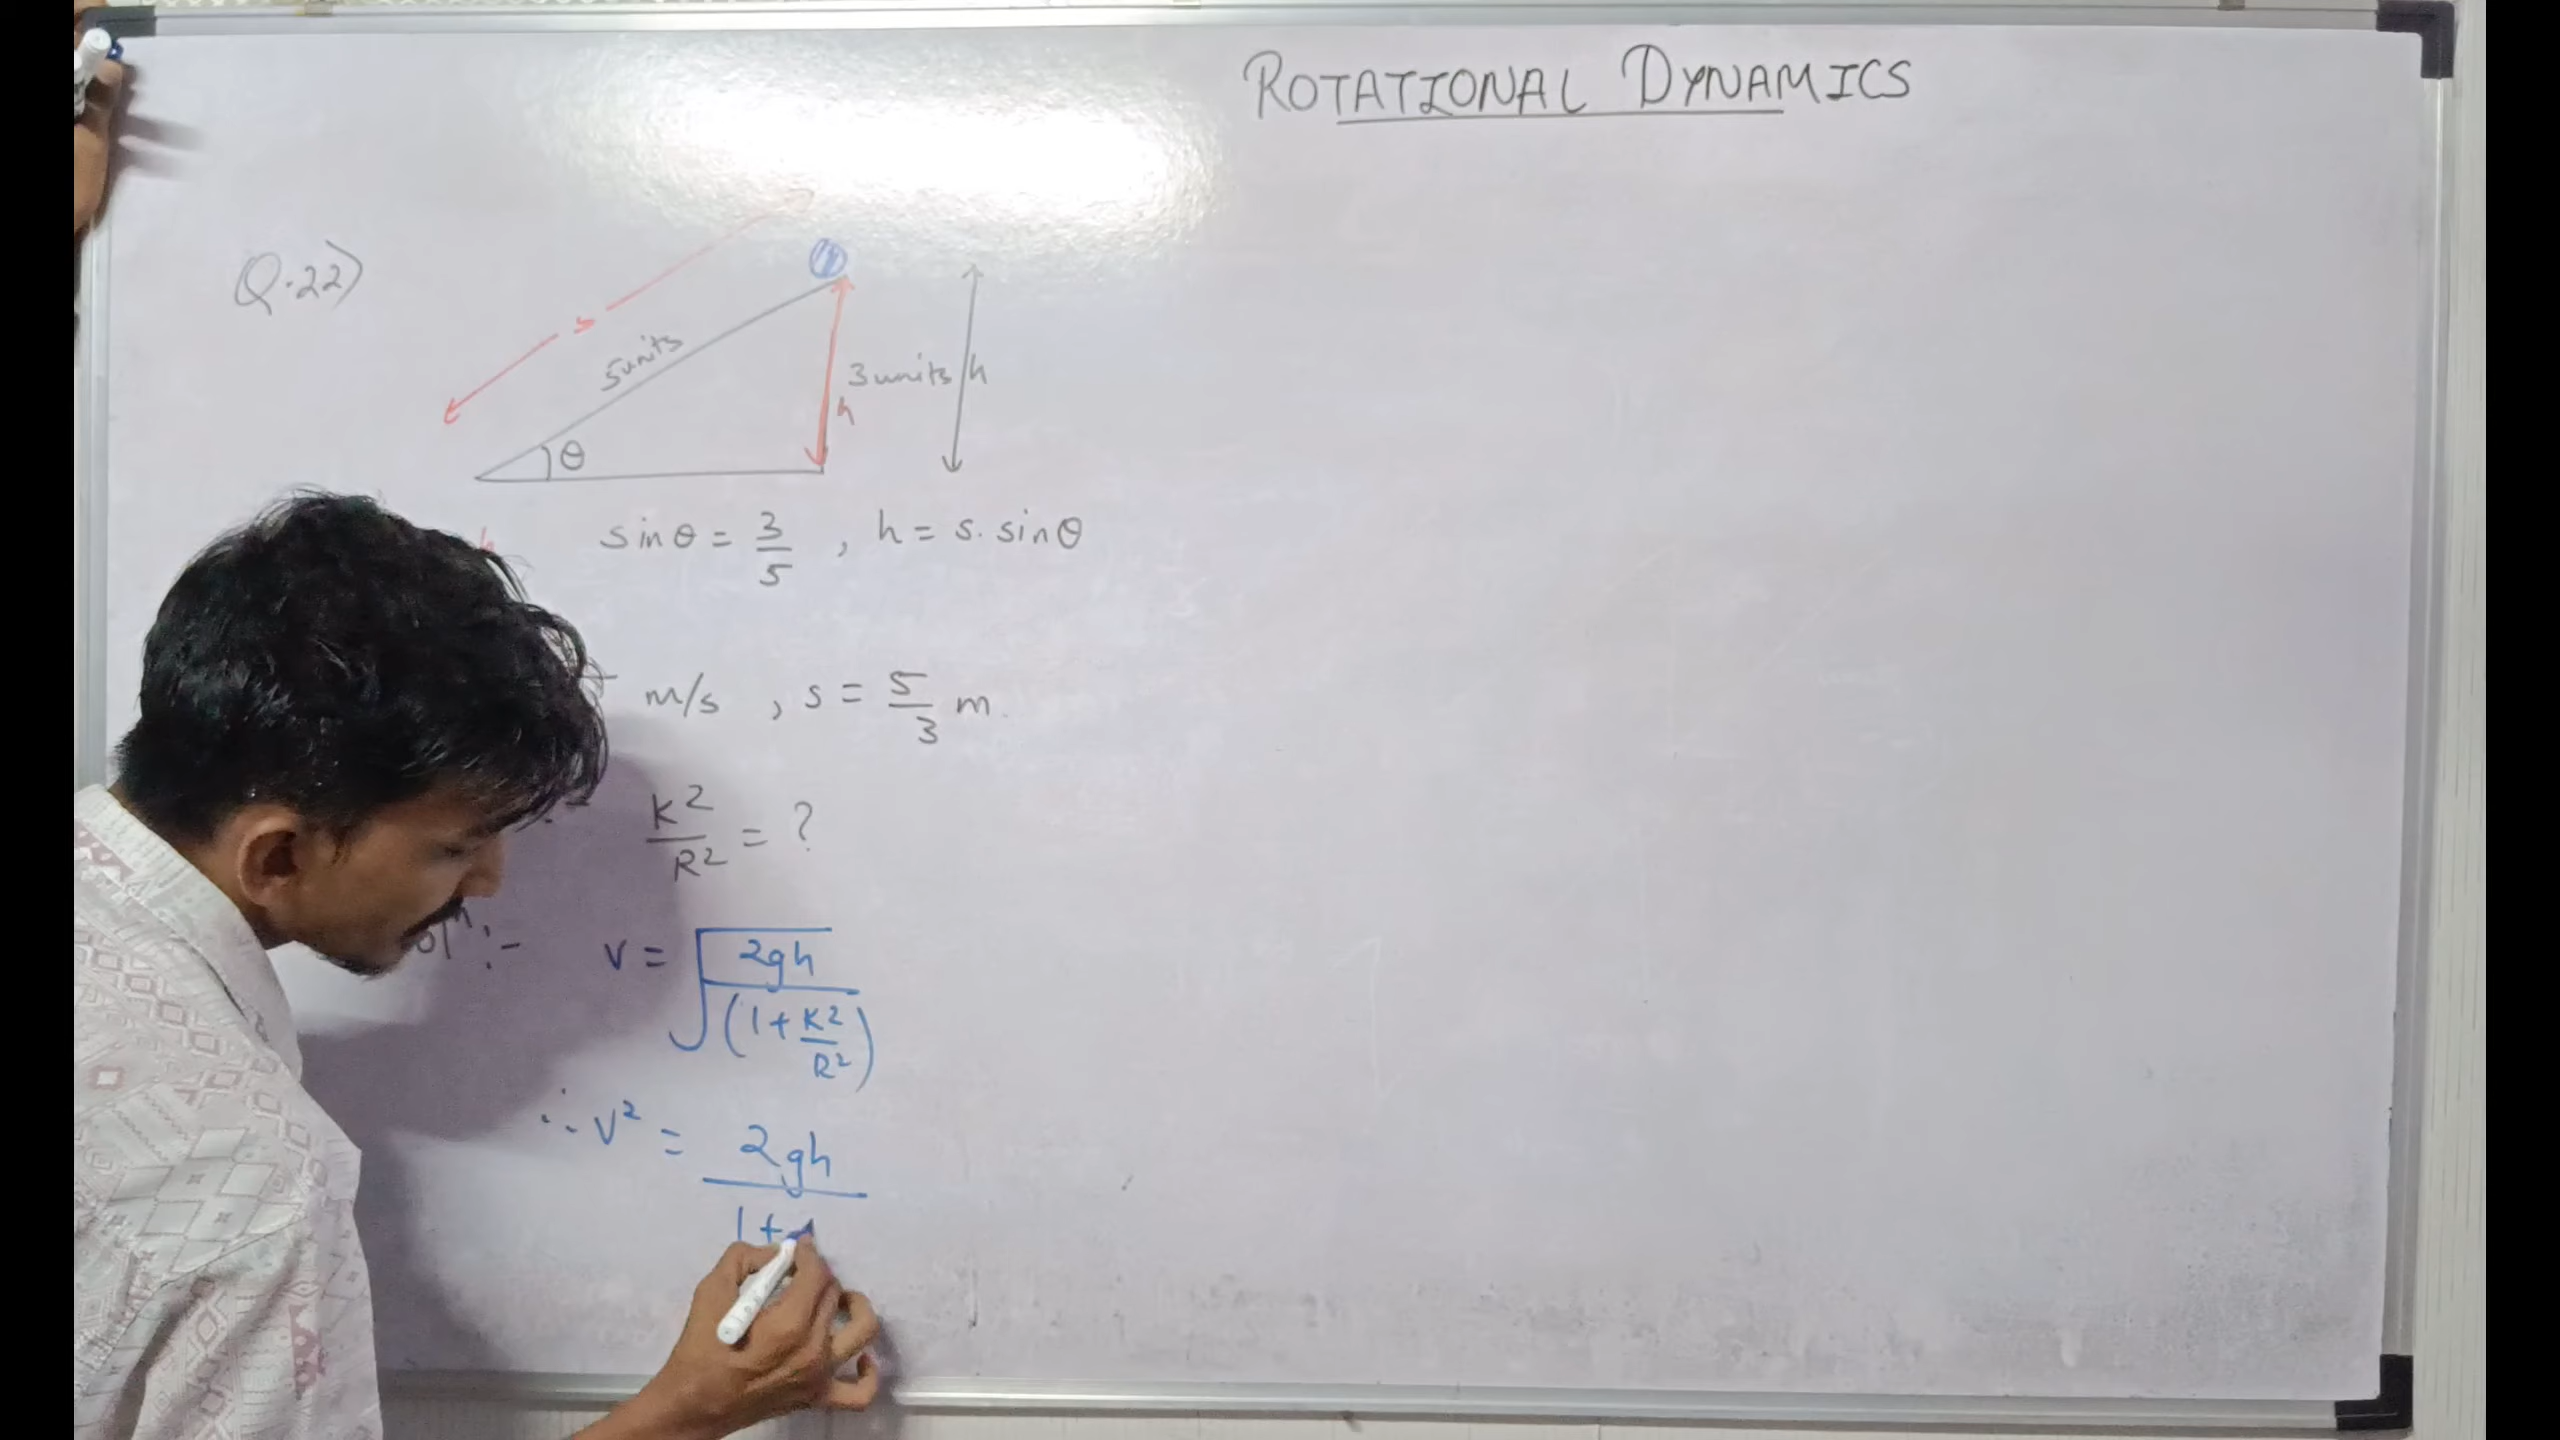 ROTATIONAL DYNAMICS
Q.22)
s
5units
3units
h
h
θ
h
sinθ = 3/5 , h = s. sinθ
m/s , s = 5/3 m.
K²/R² = ?
:- v = √(2gh/(1+K²/R²))
∴ v² = 2gh/1+